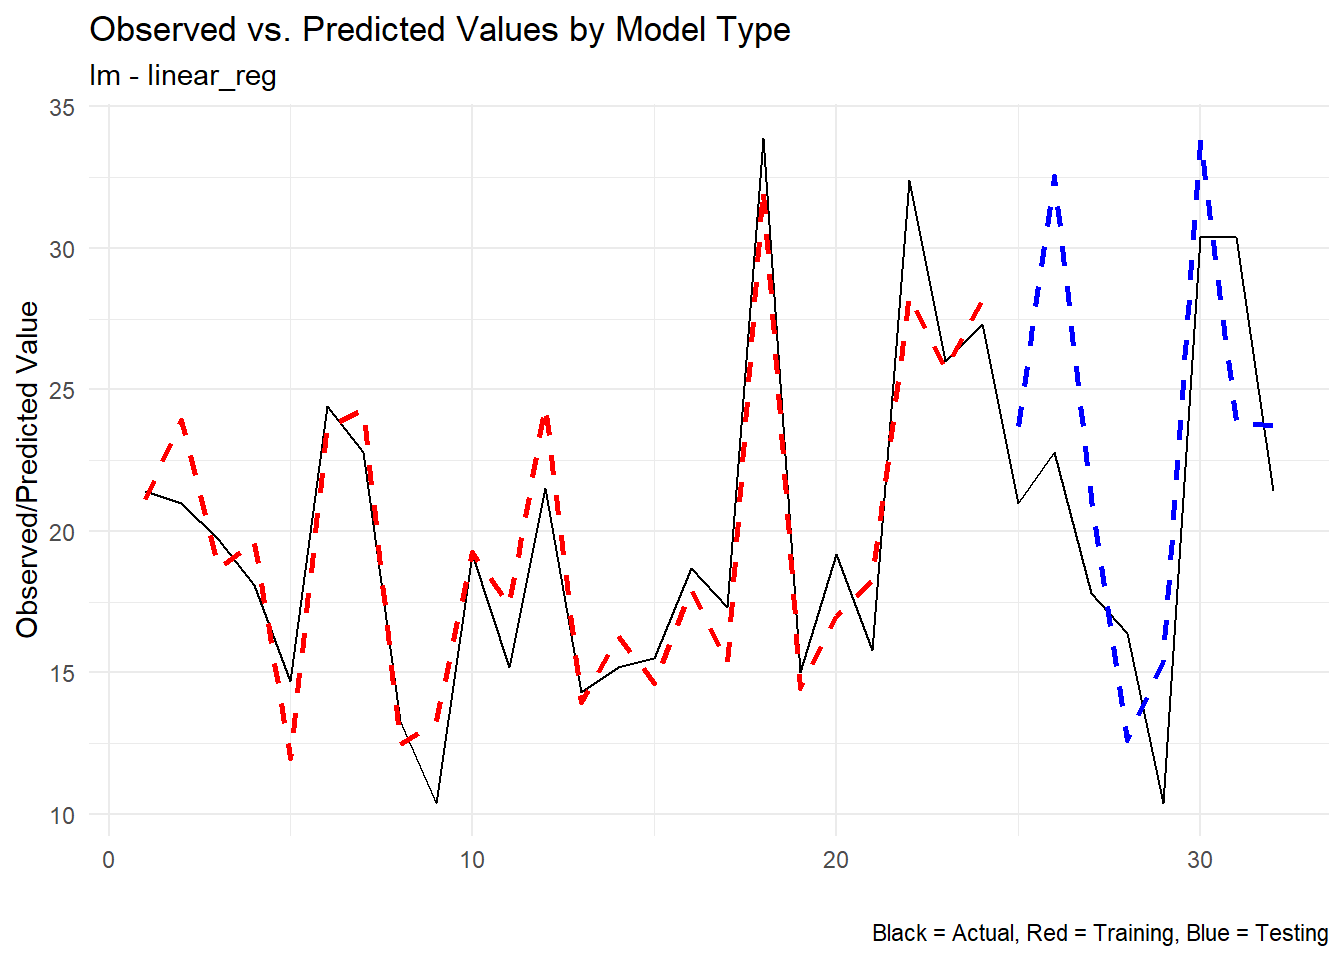 Observed vs. Predicted Values by Model Type
lm - linear_reg
Observed/Predicted Value
35
30
25
20
15
10
0 10 20 30
Black = Actual, Red = Training, Blue = Testing